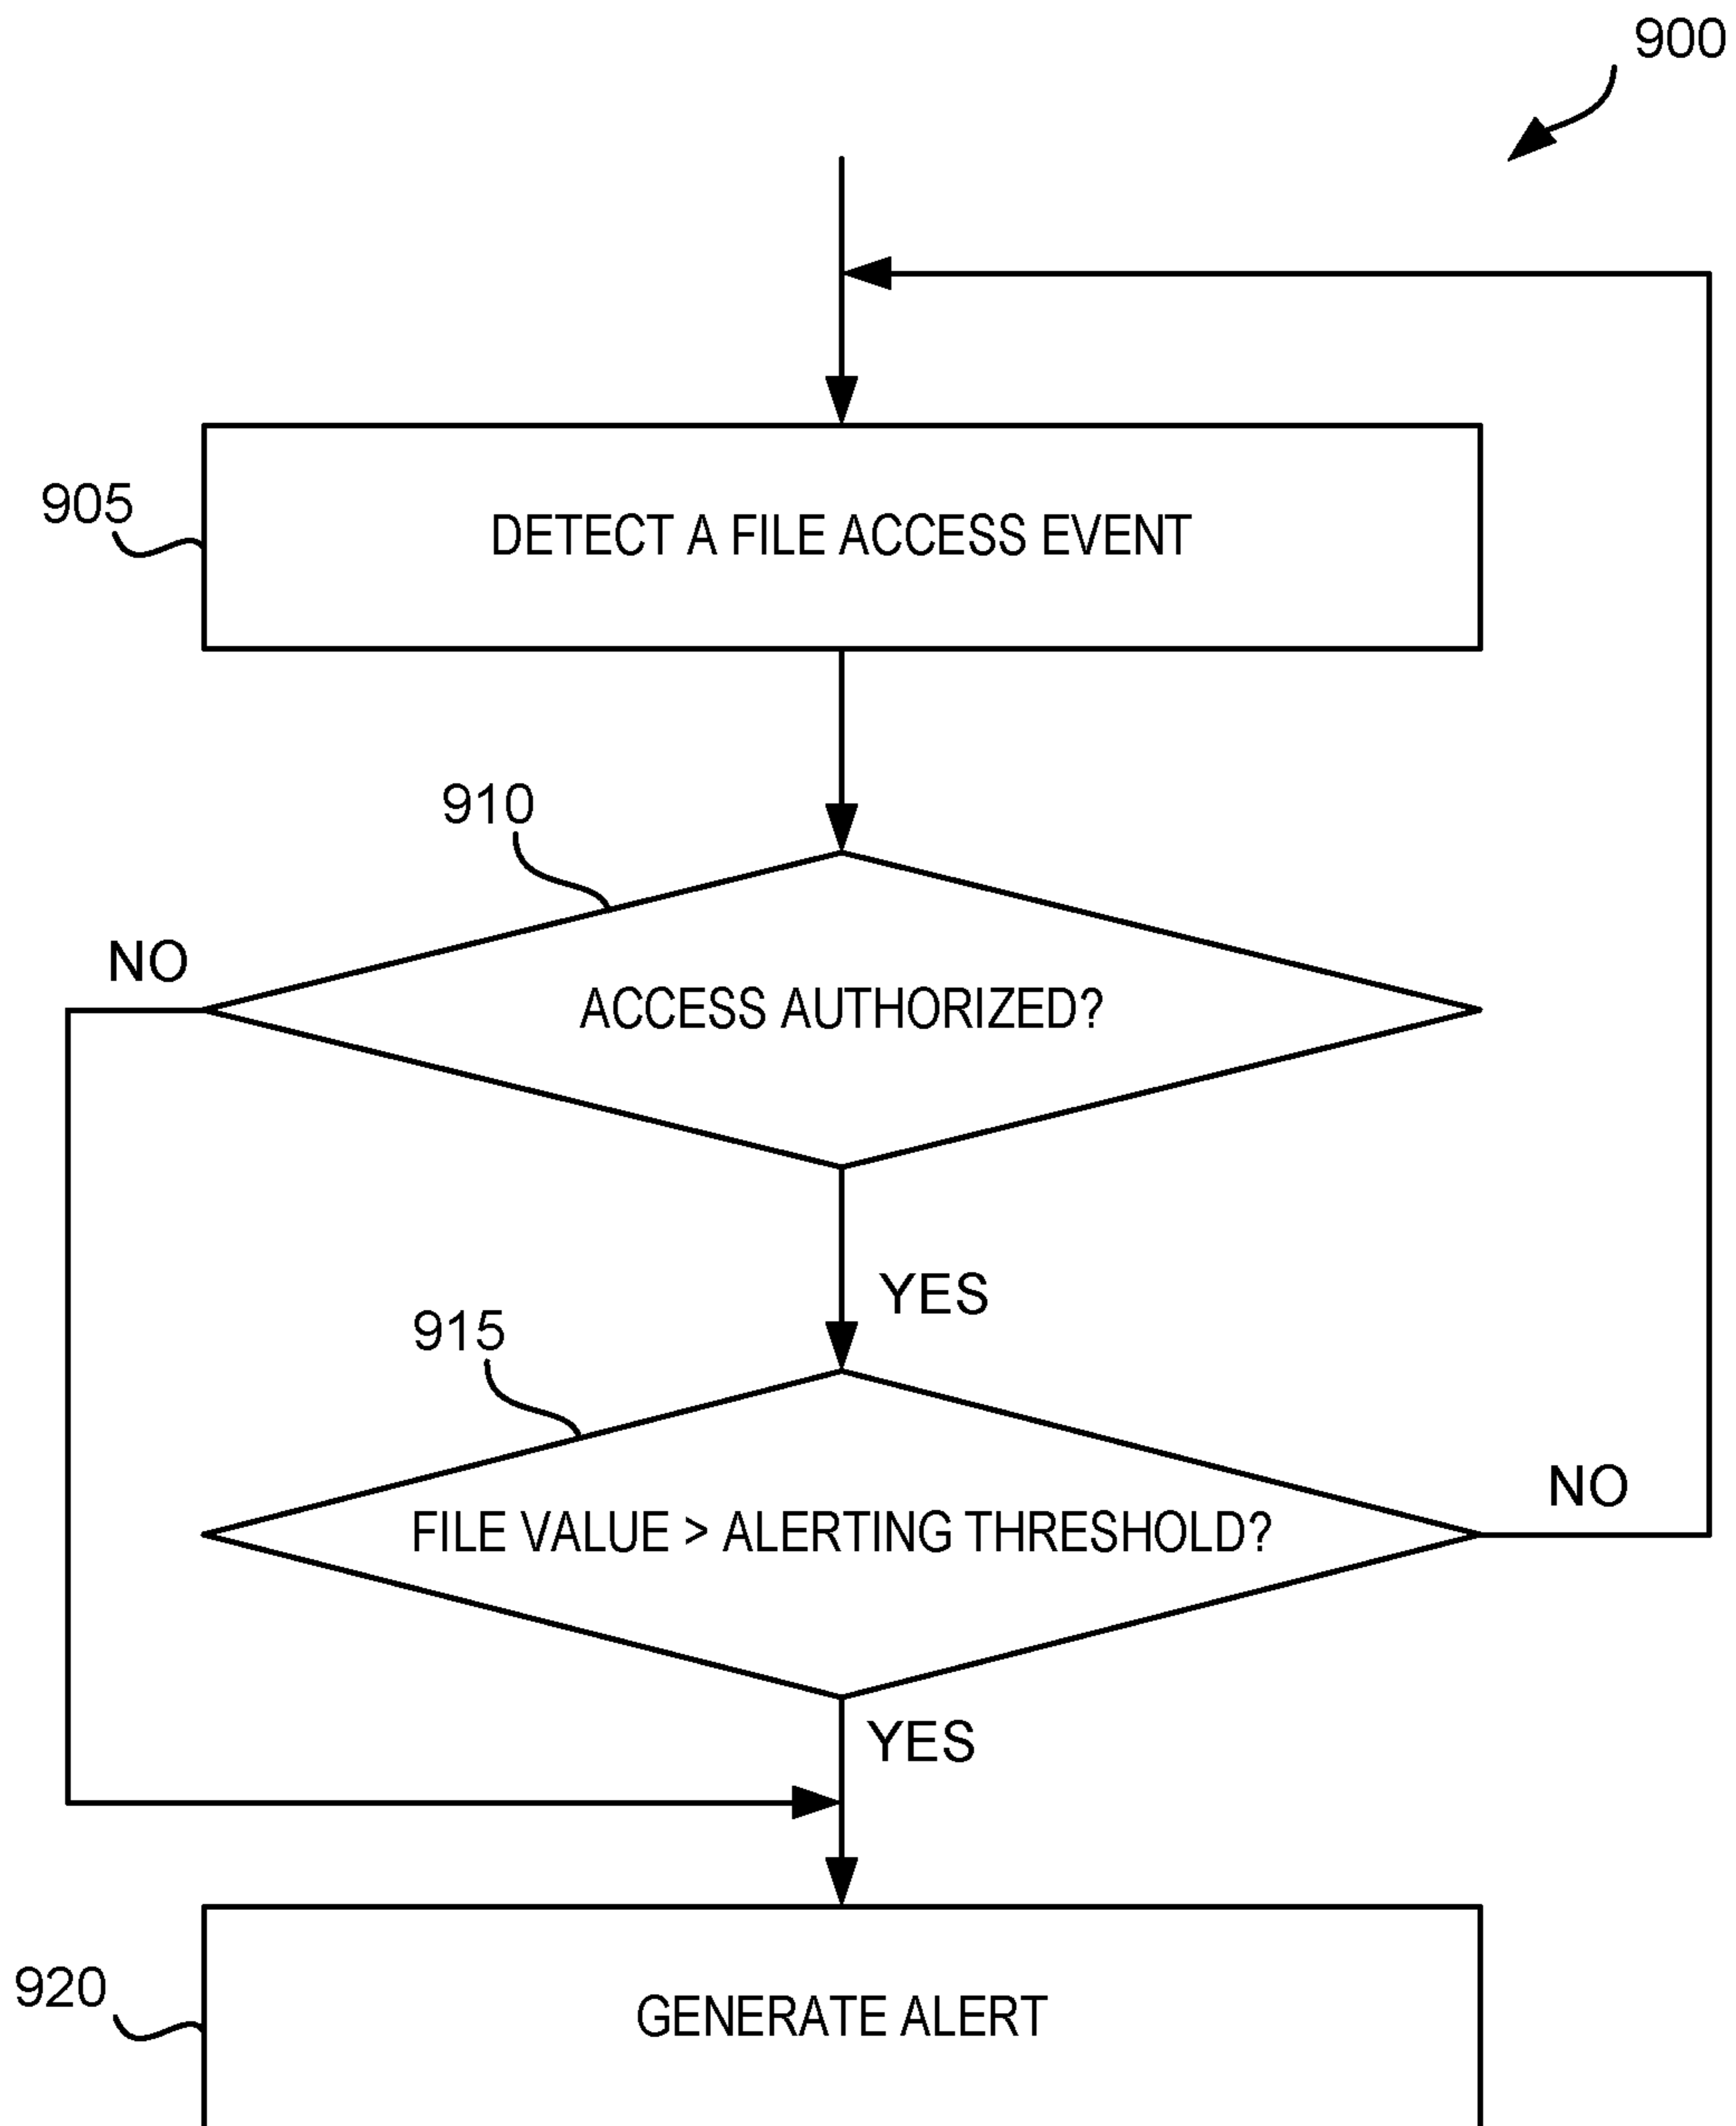 900
905
DETECT A FILE ACCESS EVENT
910
NO
ACCESS AUTHORIZED?
YES
915
FILE VALUE > ALERTING THRESHOLD?
NO
YES
920
GENERATE ALERT